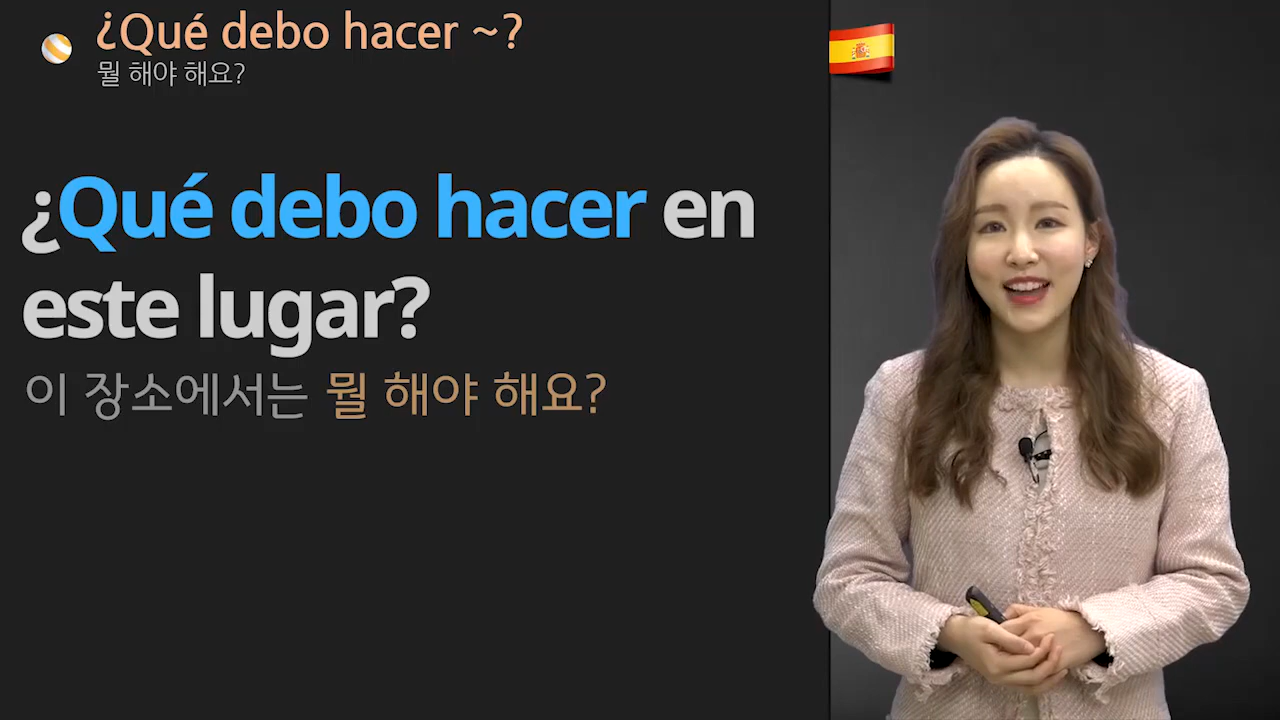 ¿Qué debo hacer ~?
뭘 해야 해요?
¿Qué debo hacer en
este lugar?
이 장소에서는 뭘 해야 해요?